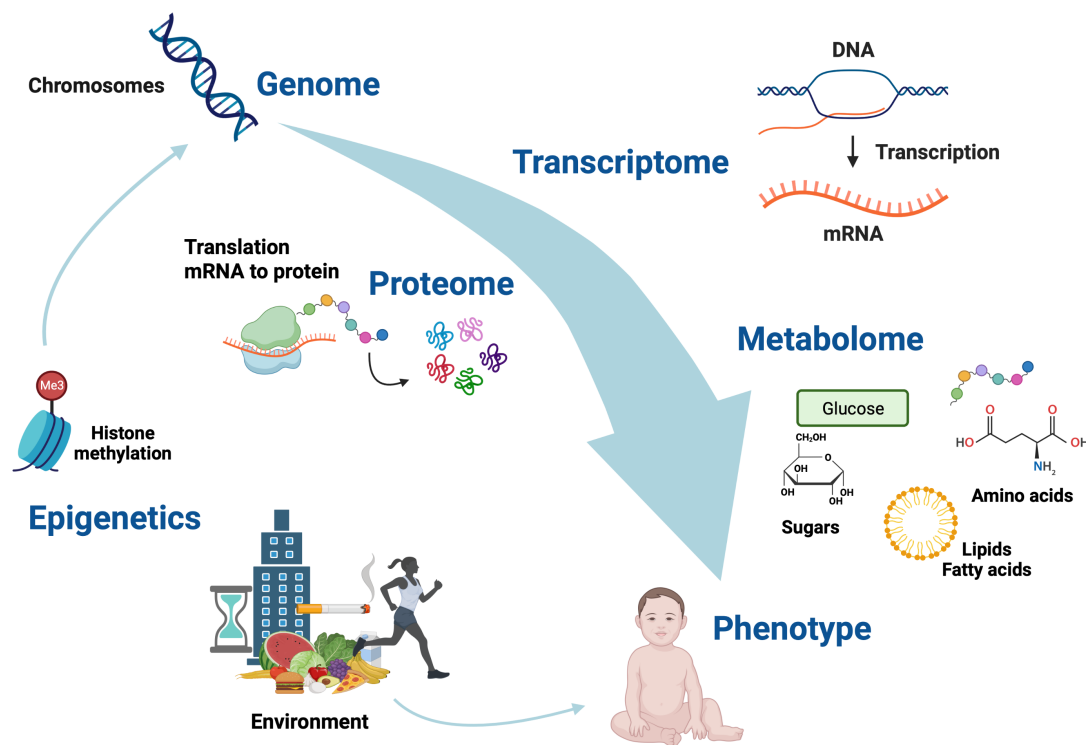 Chromosomes
Genome
DNA
Transcriptome
Transcription
mRNA
Translation
mRNA to protein
Proteome
Metabolome
Glucose
CH₂OH
O
OH
OH
OH
OH
Sugars
O
O
HO
OH
NH₂
Amino acids
Lipids
Fatty acids
Me3
Histone
methylation
Epigenetics
Environment
Phenotype